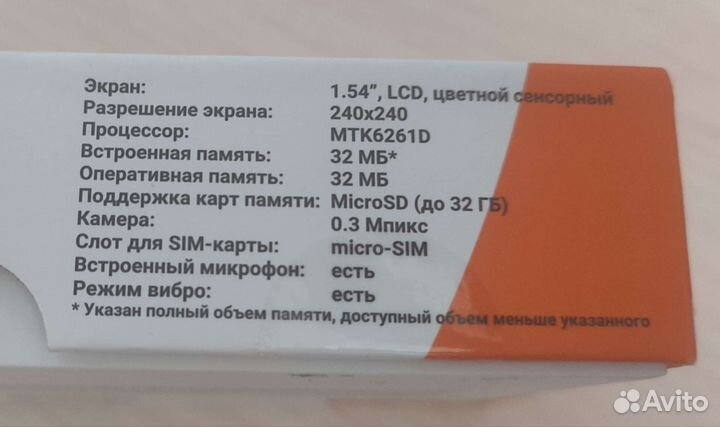 Экран: 1.54”, LCD, цветной сенсорный
Разрешение экрана: 240x240
Процессор: MTK6261D
Встроенная память: 32 МБ*
Оперативная память: 32 МБ
Поддержка карт памяти: MicroSD (до 32 ГБ)
Камера: 0.3 Мпикс
Слот для SIM-карты: micro-SIM
Встроенный микрофон: есть
Режим вибро: есть
* Указан полный объем памяти, доступный объем меньше указанного
Avito